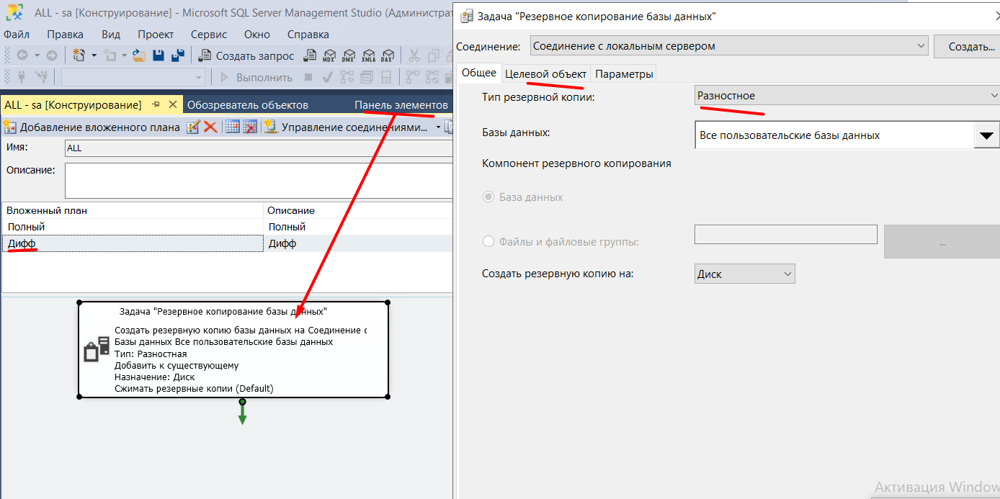 ALL - sa [Конструирование] - Microsoft SQL Server Management Studio (Администрат
Файл Правка Вид Проект Сервис Окно Справка
Создать запрос MDX DMX XMLA DAX
Выполнить
ALL - sa [Конструирование] Обозреватель объектов Панель элементов
Добавление вложенного плана Управление соединениями...
Имя: ALL
Описание:
Вложенный план Описание
Полный Полный
Дифф Дифф
Задача "Резервное копирование базы данных"
Создать резервную копию базы данных на Соединение с
Базы данных Все пользовательские базы данных
Тип: Разностная
Добавить к существующему
Назначение: Диск
Сжимать резервные копии (Default)
Задача "Резервное копирование базы данных"
Соединение: Соединение с локальным сервером Создать...
Общее Целевой объект Параметры
Тип резервной копии: Разностное
Базы данных: Все пользовательские базы данных
Компонент резервного копирования
База данных
Файлы и файловые группы: ...
Создать резервную копию на: Диск
Активация Window